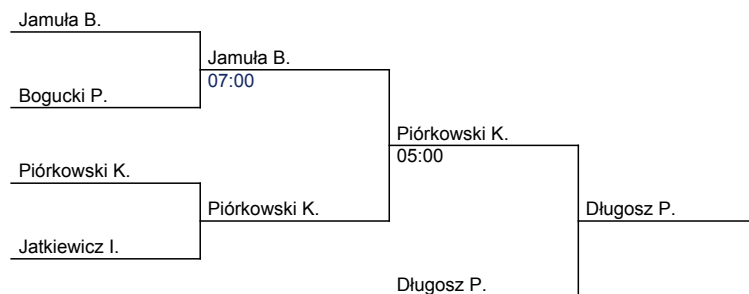 Jamuła B.
Jamuła B.
07:00
Bogucki P.
Piórkowski K.
05:00
Piórkowski K.
Piórkowski K.
Długosz P.
Jatkiewicz I.
Długosz P.